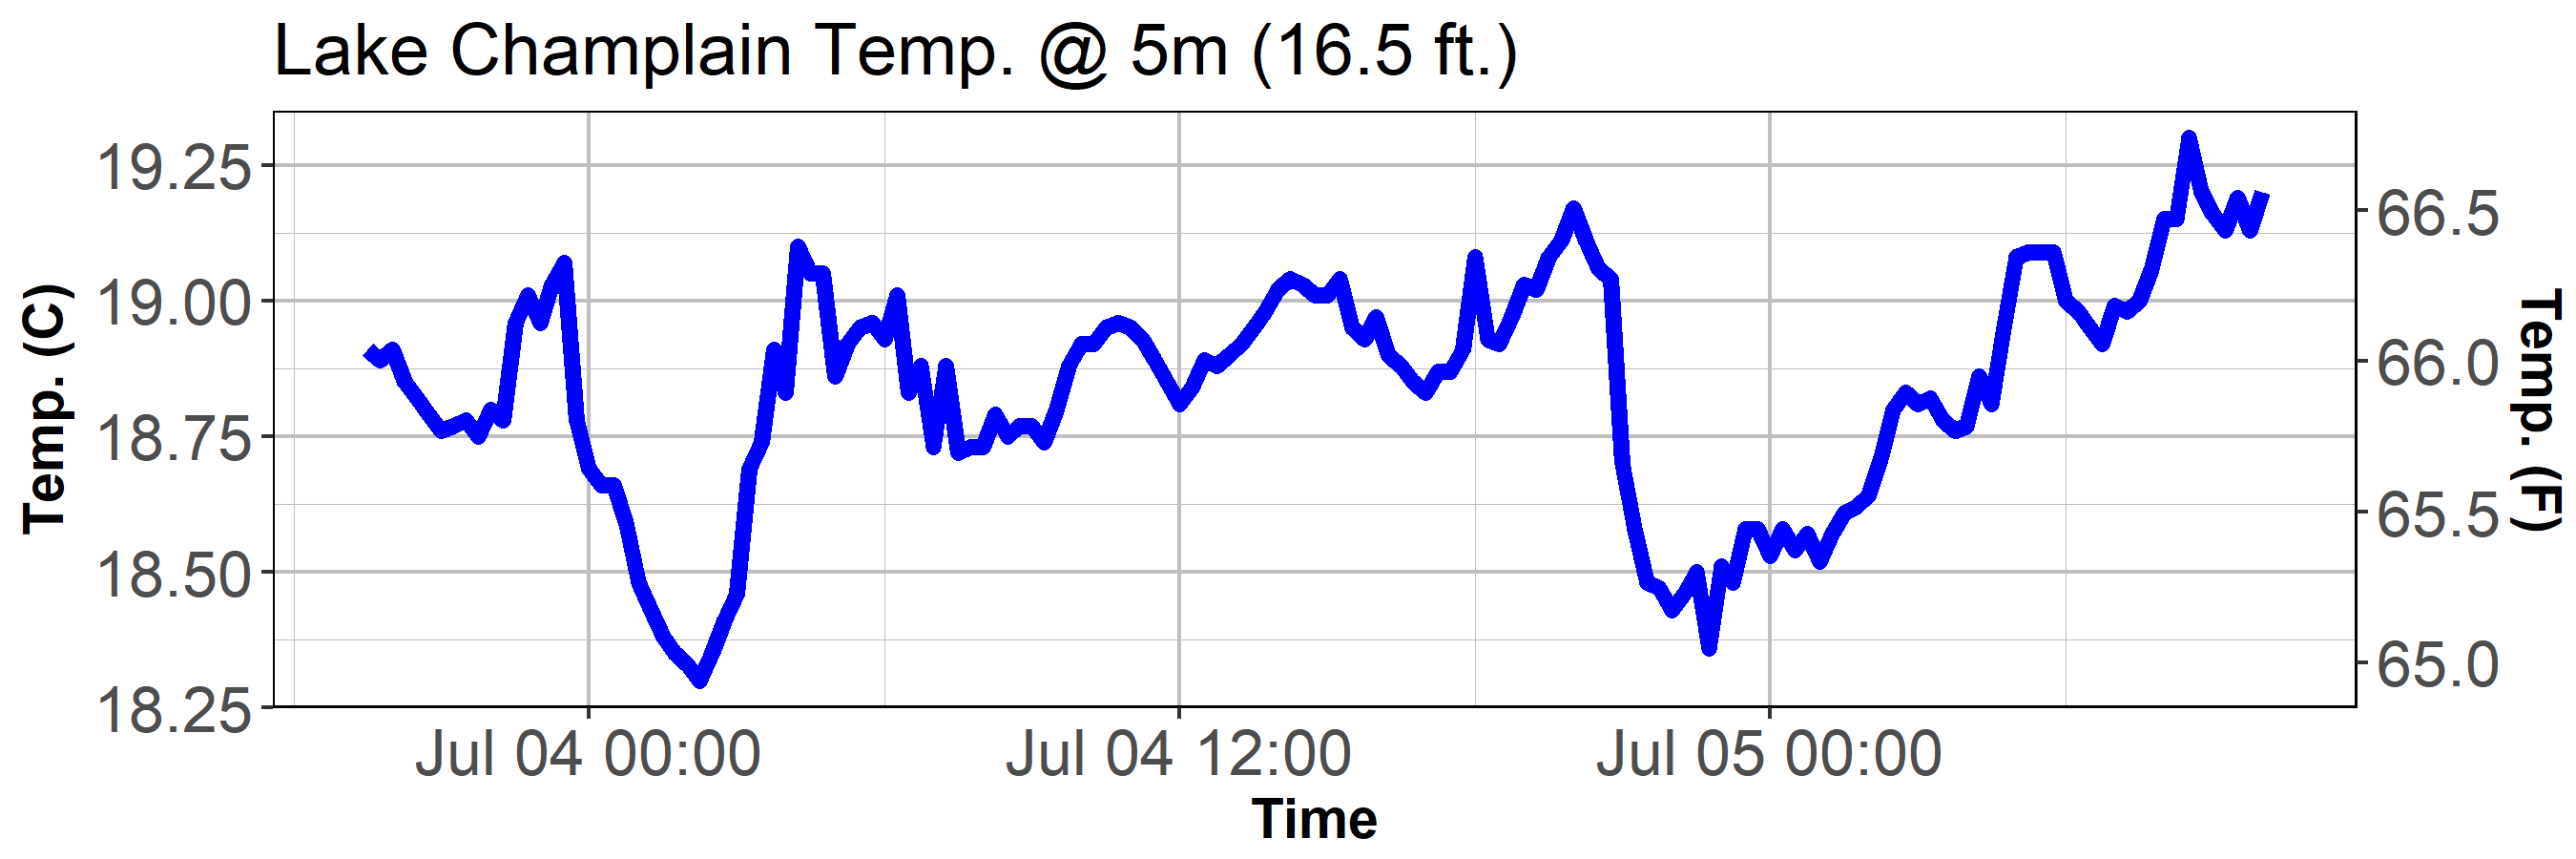 Lake Champlain Temp. @ 5m (16.5 ft.)
Temp. (C)
19.25
19.00
18.75
18.50
18.25
66.5
66.0
65.5
65.0
Temp. (F)
Jul 04 00:00
Jul 04 12:00
Jul 05 00:00
Time